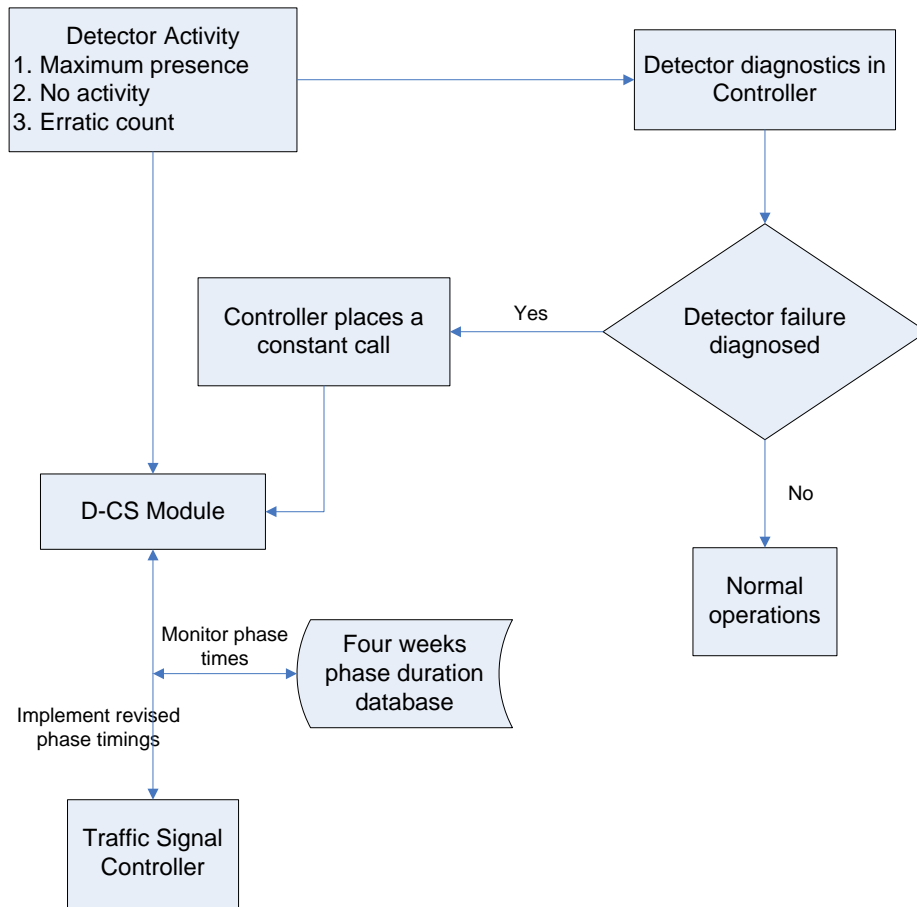 Detector Activity
1. Maximum presence
2. No activity
3. Erratic count
Detector diagnostics in
Controller
Controller places a
constant call
Yes
Detector failure
diagnosed
No
D-CS Module
Normal
operations
Monitor phase
times
Four weeks
phase duration
database
Implement revised
phase timings
Traffic Signal
Controller